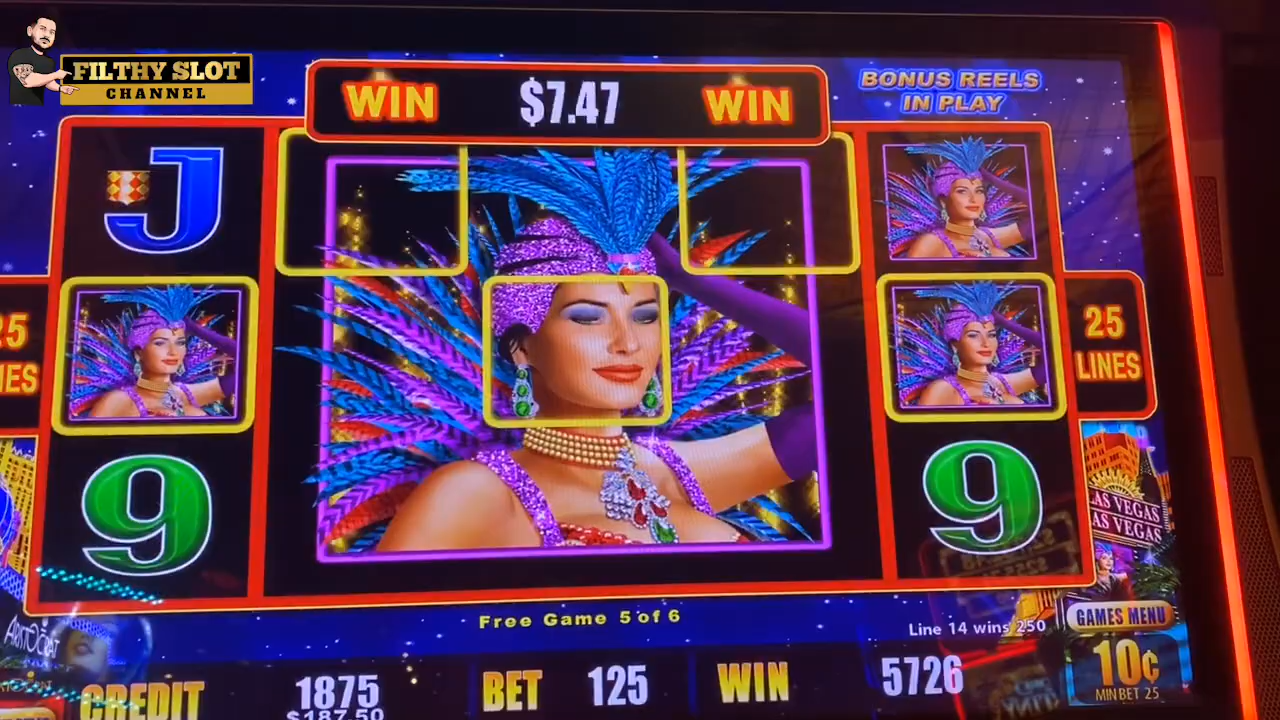 FILTHY SLOT
CHANNEL
WIN $7.47 WIN
BONUS REELS
IN PLAY
J
25
LINES
9
9
LAS VEGAS
LAS VEGAS
Free Game 5 of 6
Line 14 wins 250
GAMES MENU
ARISTOCRAT
CREDIT 1875
$187.50
BET 125
WIN 5726
10¢
MIN BET 25